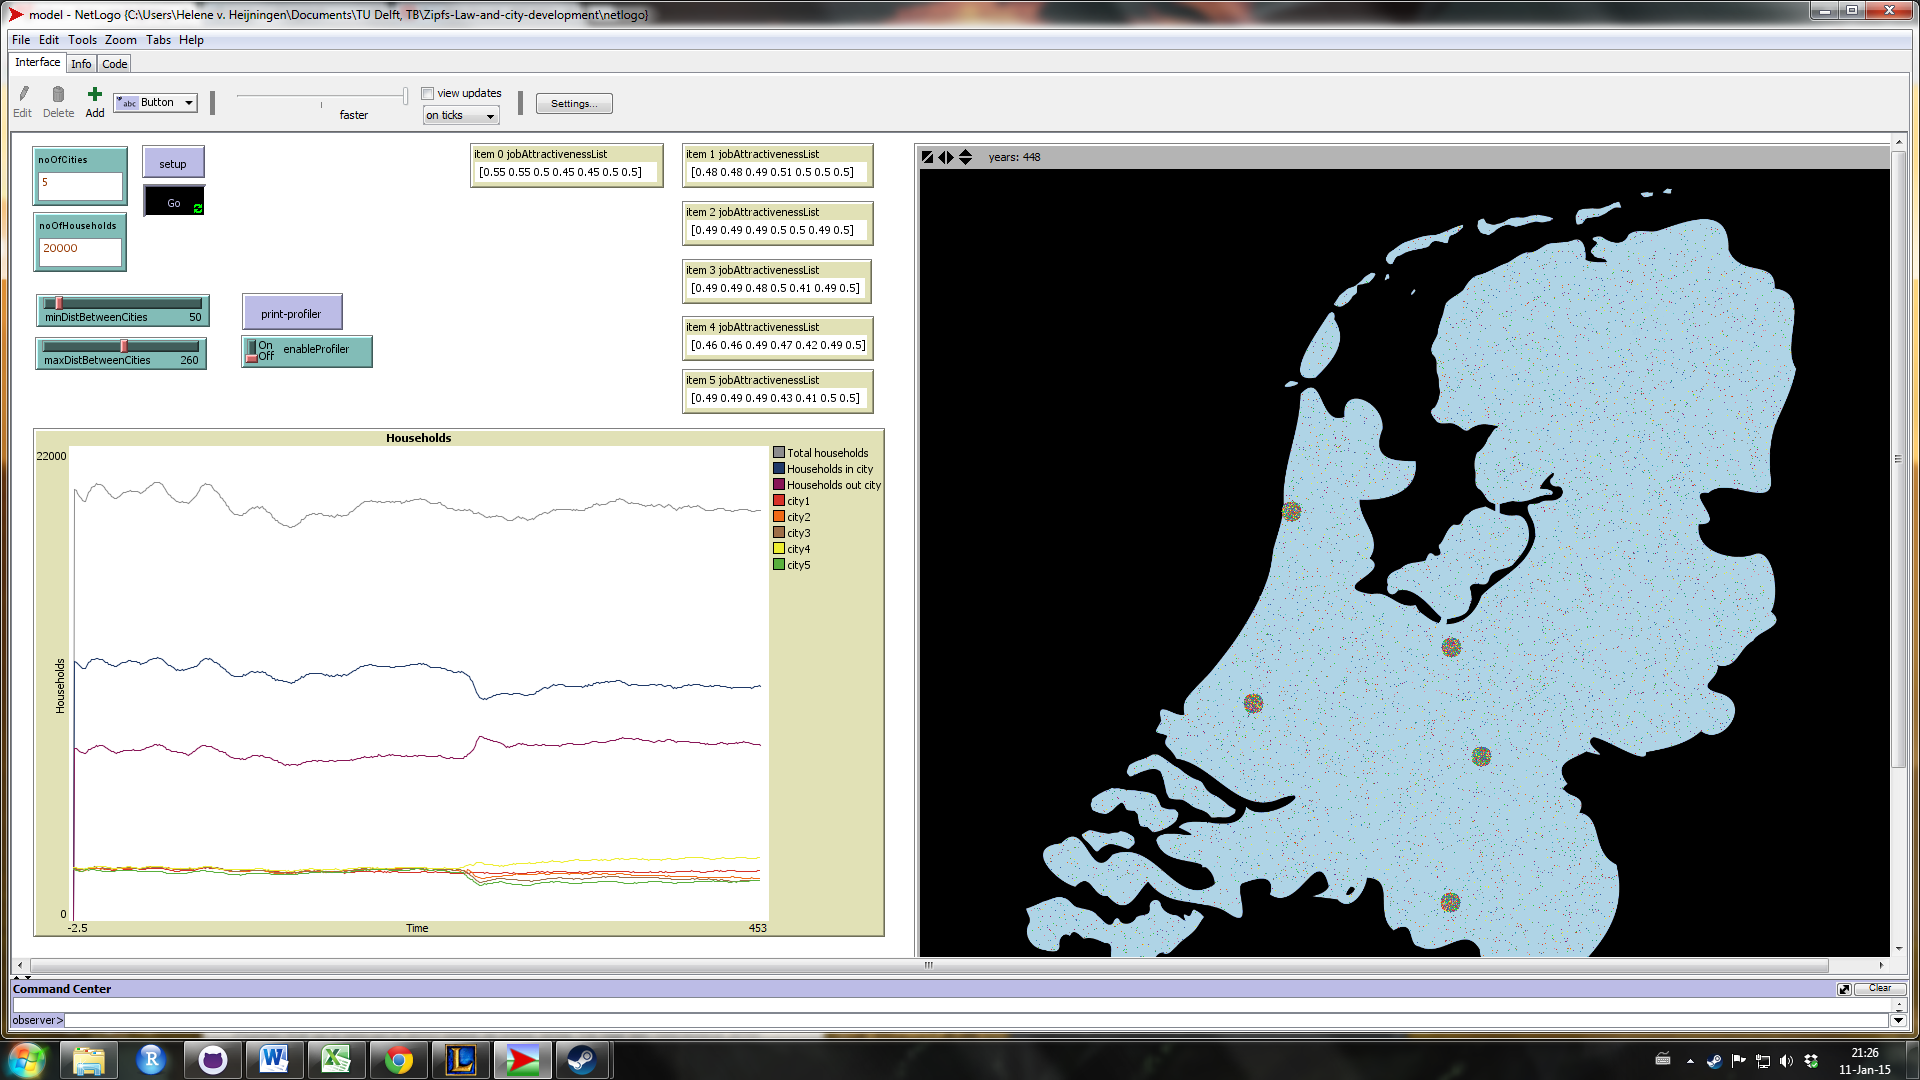 model - NetLogo {C:\Users\Helene v. Heijningen\Documents\TU Delft, TB\Zipfs-Law-and-city-development\netlogo}
File Edit Tools Zoom Tabs Help
Interface Info Code
Edit Delete Add abc Button faster view updates on ticks Settings...
noOfCities
5
setup
Go
noOfHouseholds
20000
minDistBetweenCities 50
maxDistBetweenCities 260
print-profiler
On
Off
enableProfiler
item 0 jobAttractivenessList
[0.55 0.55 0.5 0.45 0.45 0.5 0.5]
item 1 jobAttractivenessList
[0.48 0.48 0.49 0.51 0.5 0.5 0.5]
item 2 jobAttractivenessList
[0.49 0.49 0.49 0.5 0.5 0.49 0.5]
item 3 jobAttractivenessList
[0.49 0.49 0.48 0.5 0.41 0.49 0.5]
item 4 jobAttractivenessList
[0.46 0.46 0.49 0.47 0.42 0.49 0.5]
item 5 jobAttractivenessList
[0.49 0.49 0.49 0.43 0.41 0.5 0.5]
years: 448
Households
22000
Households
0
-2.5
Time
453
Total households
Households in city
Households out city
city1
city2
city3
city4
city5
Command Center
Clear
observer>
R
W
X
L
21:26
11-Jan-15